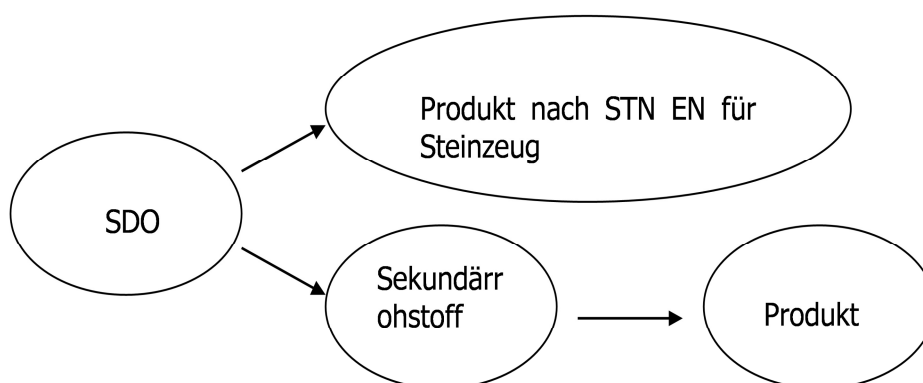 Produkt nach STN EN für
Steinzeug
SDO
Sekundärr
ohstoff
Produkt